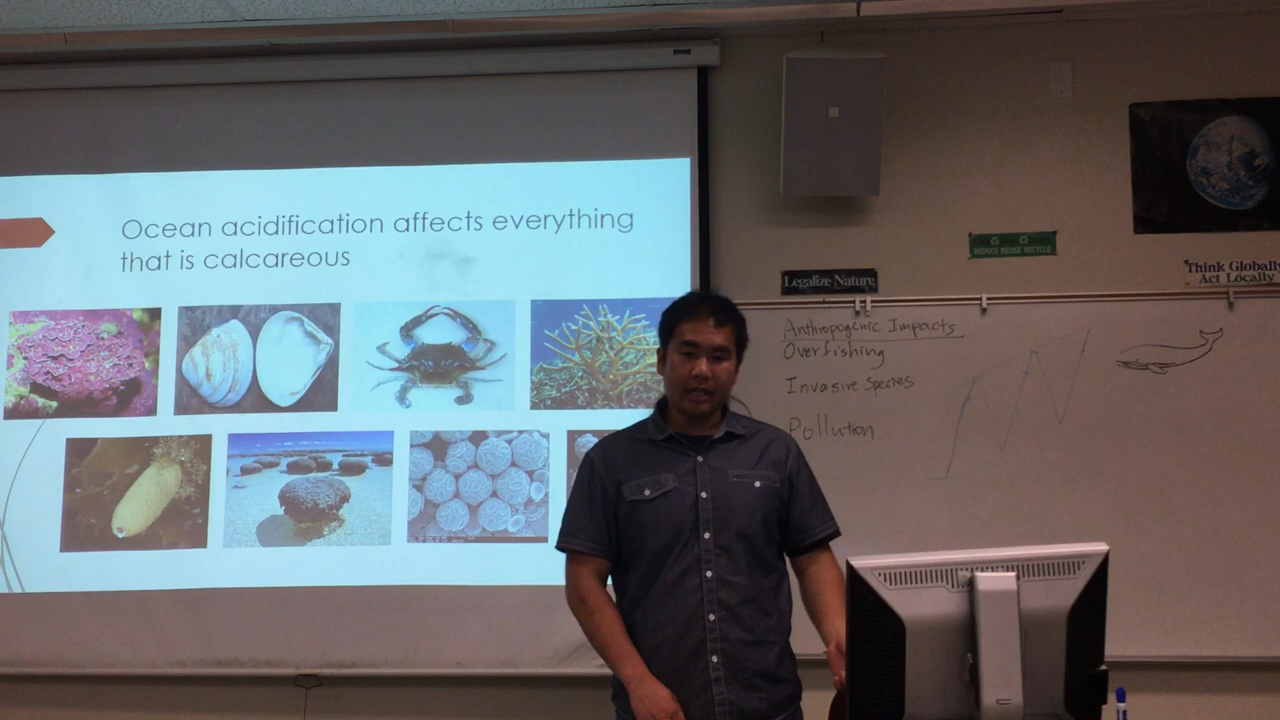 Ocean acidification affects everything
that is calcareous
REDUCE REUSE RECYCLE
Legalize Nature
Think Globally
Act Locally
Anthropogenic Impacts
Overfishing
Invasive Species
Pollution